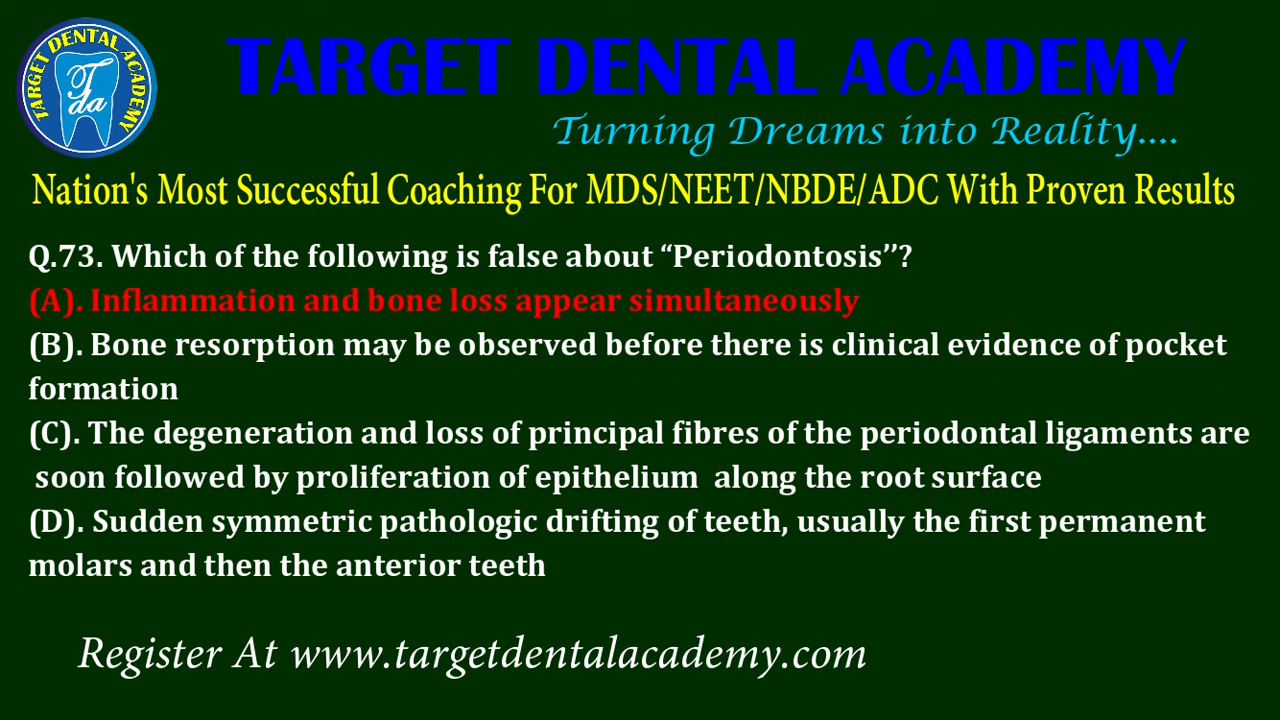 TARGET DENTAL ACADEMY
Tda
TARGET DENTAL ACADEMY
Turning Dreams into Reality....
Nation's Most Successful Coaching For MDS/NEET/NBDE/ADC With Proven Results
Q.73. Which of the following is false about “Periodontosis’’?
(A). Inflammation and bone loss appear simultaneously
(B). Bone resorption may be observed before there is clinical evidence of pocket
formation
(C). The degeneration and loss of principal fibres of the periodontal ligaments are
soon followed by proliferation of epithelium along the root surface
(D). Sudden symmetric pathologic drifting of teeth, usually the first permanent
molars and then the anterior teeth
Register At www.targetdentalacademy.com